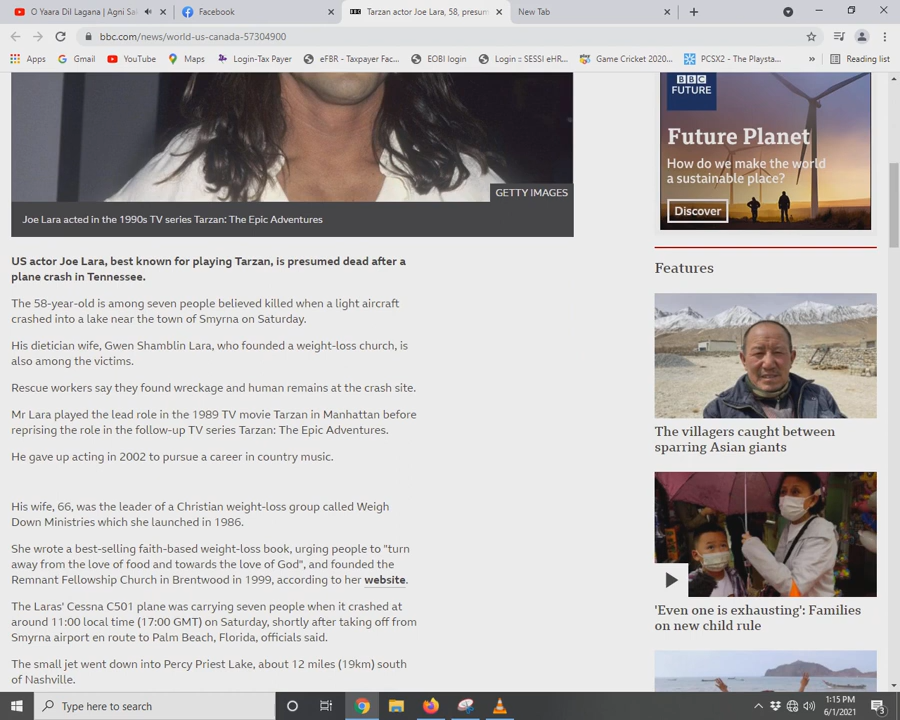 O Yaara Dil Lagana | Agni Sa
Facebook
Tarzan actor Joe Lara, 58, presum
New Tab
bbc.com/news/world-us-canada-57304900
Apps
Gmail
YouTube
Maps
Login-Tax Payer
eFBR - Taxpayer Fac...
EOBI login
Login :: SESSI eHR...
Game Cricket 2020...
PCSX2 - The Playsta...
»
Reading list
GETTY IMAGES
Joe Lara acted in the 1990s TV series Tarzan: The Epic Adventures
US actor Joe Lara, best known for playing Tarzan, is presumed dead after a
plane crash in Tennessee.
The 58-year-old is among seven people believed killed when a light aircraft
crashed into a lake near the town of Smyrna on Saturday.
His dietician wife, Gwen Shamblin Lara, who founded a weight-loss church, is
also among the victims.
Rescue workers say they found wreckage and human remains at the crash site.
Mr Lara played the lead role in the 1989 TV movie Tarzan in Manhattan before
reprising the role in the follow-up TV series Tarzan: The Epic Adventures.
He gave up acting in 2002 to pursue a career in country music.
His wife, 66, was the leader of a Christian weight-loss group called Weigh
Down Ministries which she launched in 1986.
She wrote a best-selling faith-based weight-loss book, urging people to "turn
away from the love of food and towards the love of God", and founded the
Remnant Fellowship Church in Brentwood in 1999, according to her website.
The Laras' Cessna C501 plane was carrying seven people when it crashed at
around 11:00 local time (17:00 GMT) on Saturday, shortly after taking off from
Smyrna airport en route to Palm Beach, Florida, officials said.
The small jet went down into Percy Priest Lake, about 12 miles (19km) south
of Nashville.
BBC
FUTURE
Future Planet
How do we make the world
a sustainable place?
Discover
Features
The villagers caught between
sparring Asian giants
'Even one is exhausting': Families
on new child rule
Type here to search
1:15 PM
6/1/2021
3